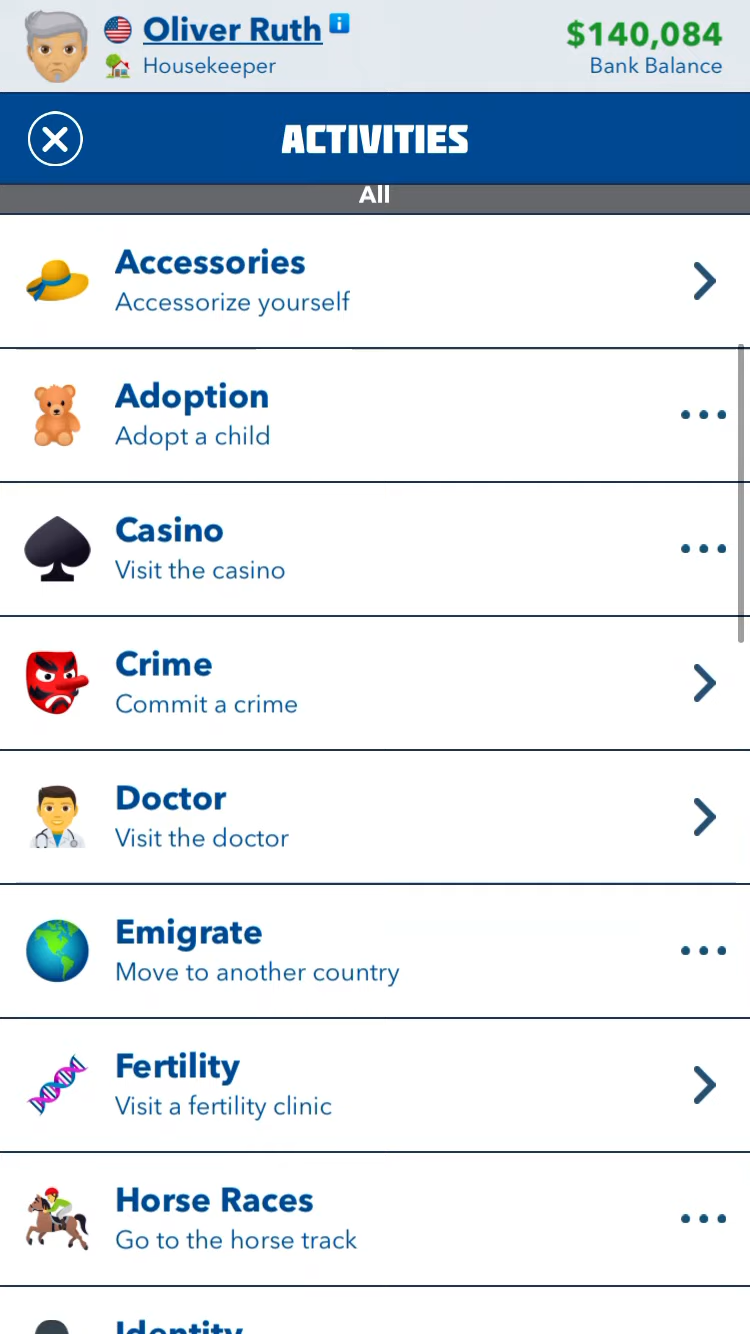 Oliver Ruth
$140,084
Housekeeper
Bank Balance
ACTIVITIES
All
Accessories
Accessorize yourself
Adoption
Adopt a child
Casino
Visit the casino
Crime
Commit a crime
Doctor
Visit the doctor
Emigrate
Move to another country
Fertility
Visit a fertility clinic
Horse Races
Go to the horse track
Identity